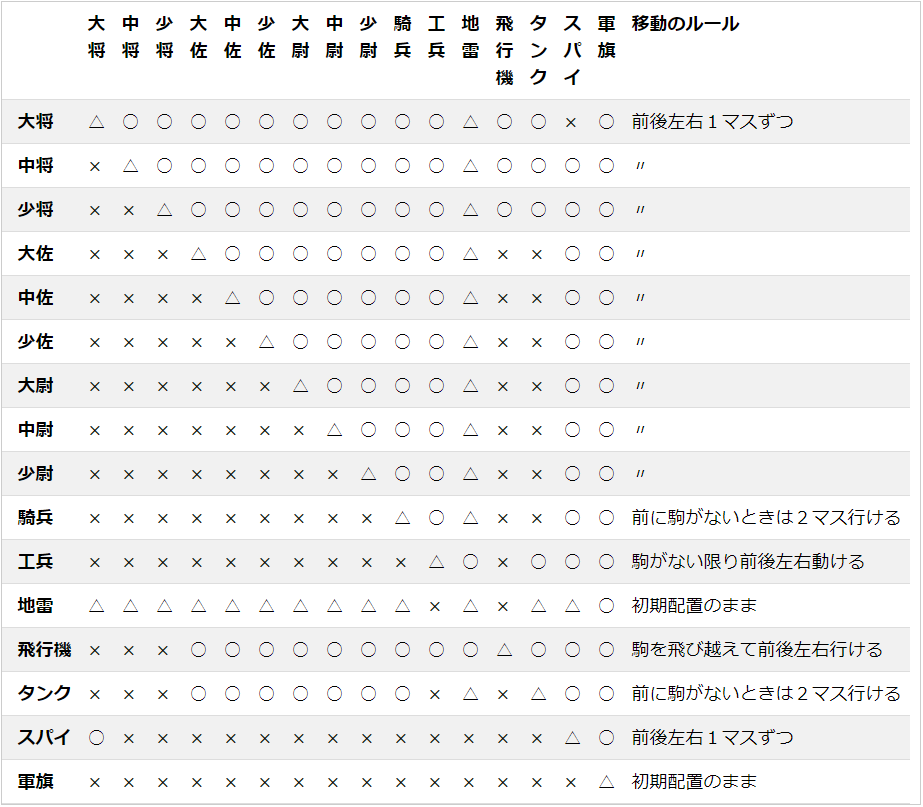 大将 中将 少将 大佐 中佐 少佐 大尉 中尉 少尉 騎兵 工兵 地雷 飛行機 タンク スパイ 軍旗 移動のルール
大将 △ ○ ○ ○ ○ ○ ○ ○ ○ ○ ○ △ ○ ○ × ○ 前後左右１マスずつ
中将 × △ ○ ○ ○ ○ ○ ○ ○ ○ ○ △ ○ ○ ○ ○ 〃
少将 × × △ ○ ○ ○ ○ ○ ○ ○ ○ △ ○ ○ ○ ○ 〃
大佐 × × × △ ○ ○ ○ ○ ○ ○ ○ △ × × ○ ○ 〃
中佐 × × × × △ ○ ○ ○ ○ ○ ○ △ × × ○ ○ 〃
少佐 × × × × × △ ○ ○ ○ ○ ○ △ × × ○ ○ 〃
大尉 × × × × × × △ ○ ○ ○ ○ △ × × ○ ○ 〃
中尉 × × × × × × × △ ○ ○ ○ △ × × ○ ○ 〃
少尉 × × × × × × × × △ ○ ○ △ × × ○ ○ 〃
騎兵 × × × × × × × × × △ ○ △ × × ○ ○ 前に駒がないときは２マス行ける
工兵 × × × × × × × × × × △ ○ × ○ ○ ○ 駒がない限り前後左右動ける
地雷 △ △ △ △ △ △ △ △ △ △ × △ × △ △ ○ 初期配置のまま
飛行機 × × × ○ ○ ○ ○ ○ ○ ○ ○ ○ △ ○ ○ ○ 駒を飛び越えて前後左右行ける
タンク × × × ○ ○ ○ ○ ○ ○ ○ × △ × △ ○ ○ 前に駒がないときは２マス行ける
スパイ ○ × × × × × × × × × × × × × △ ○ 前後左右１マスずつ
軍旗 × × × × × × × × × × × × × × × △ 初期配置のまま